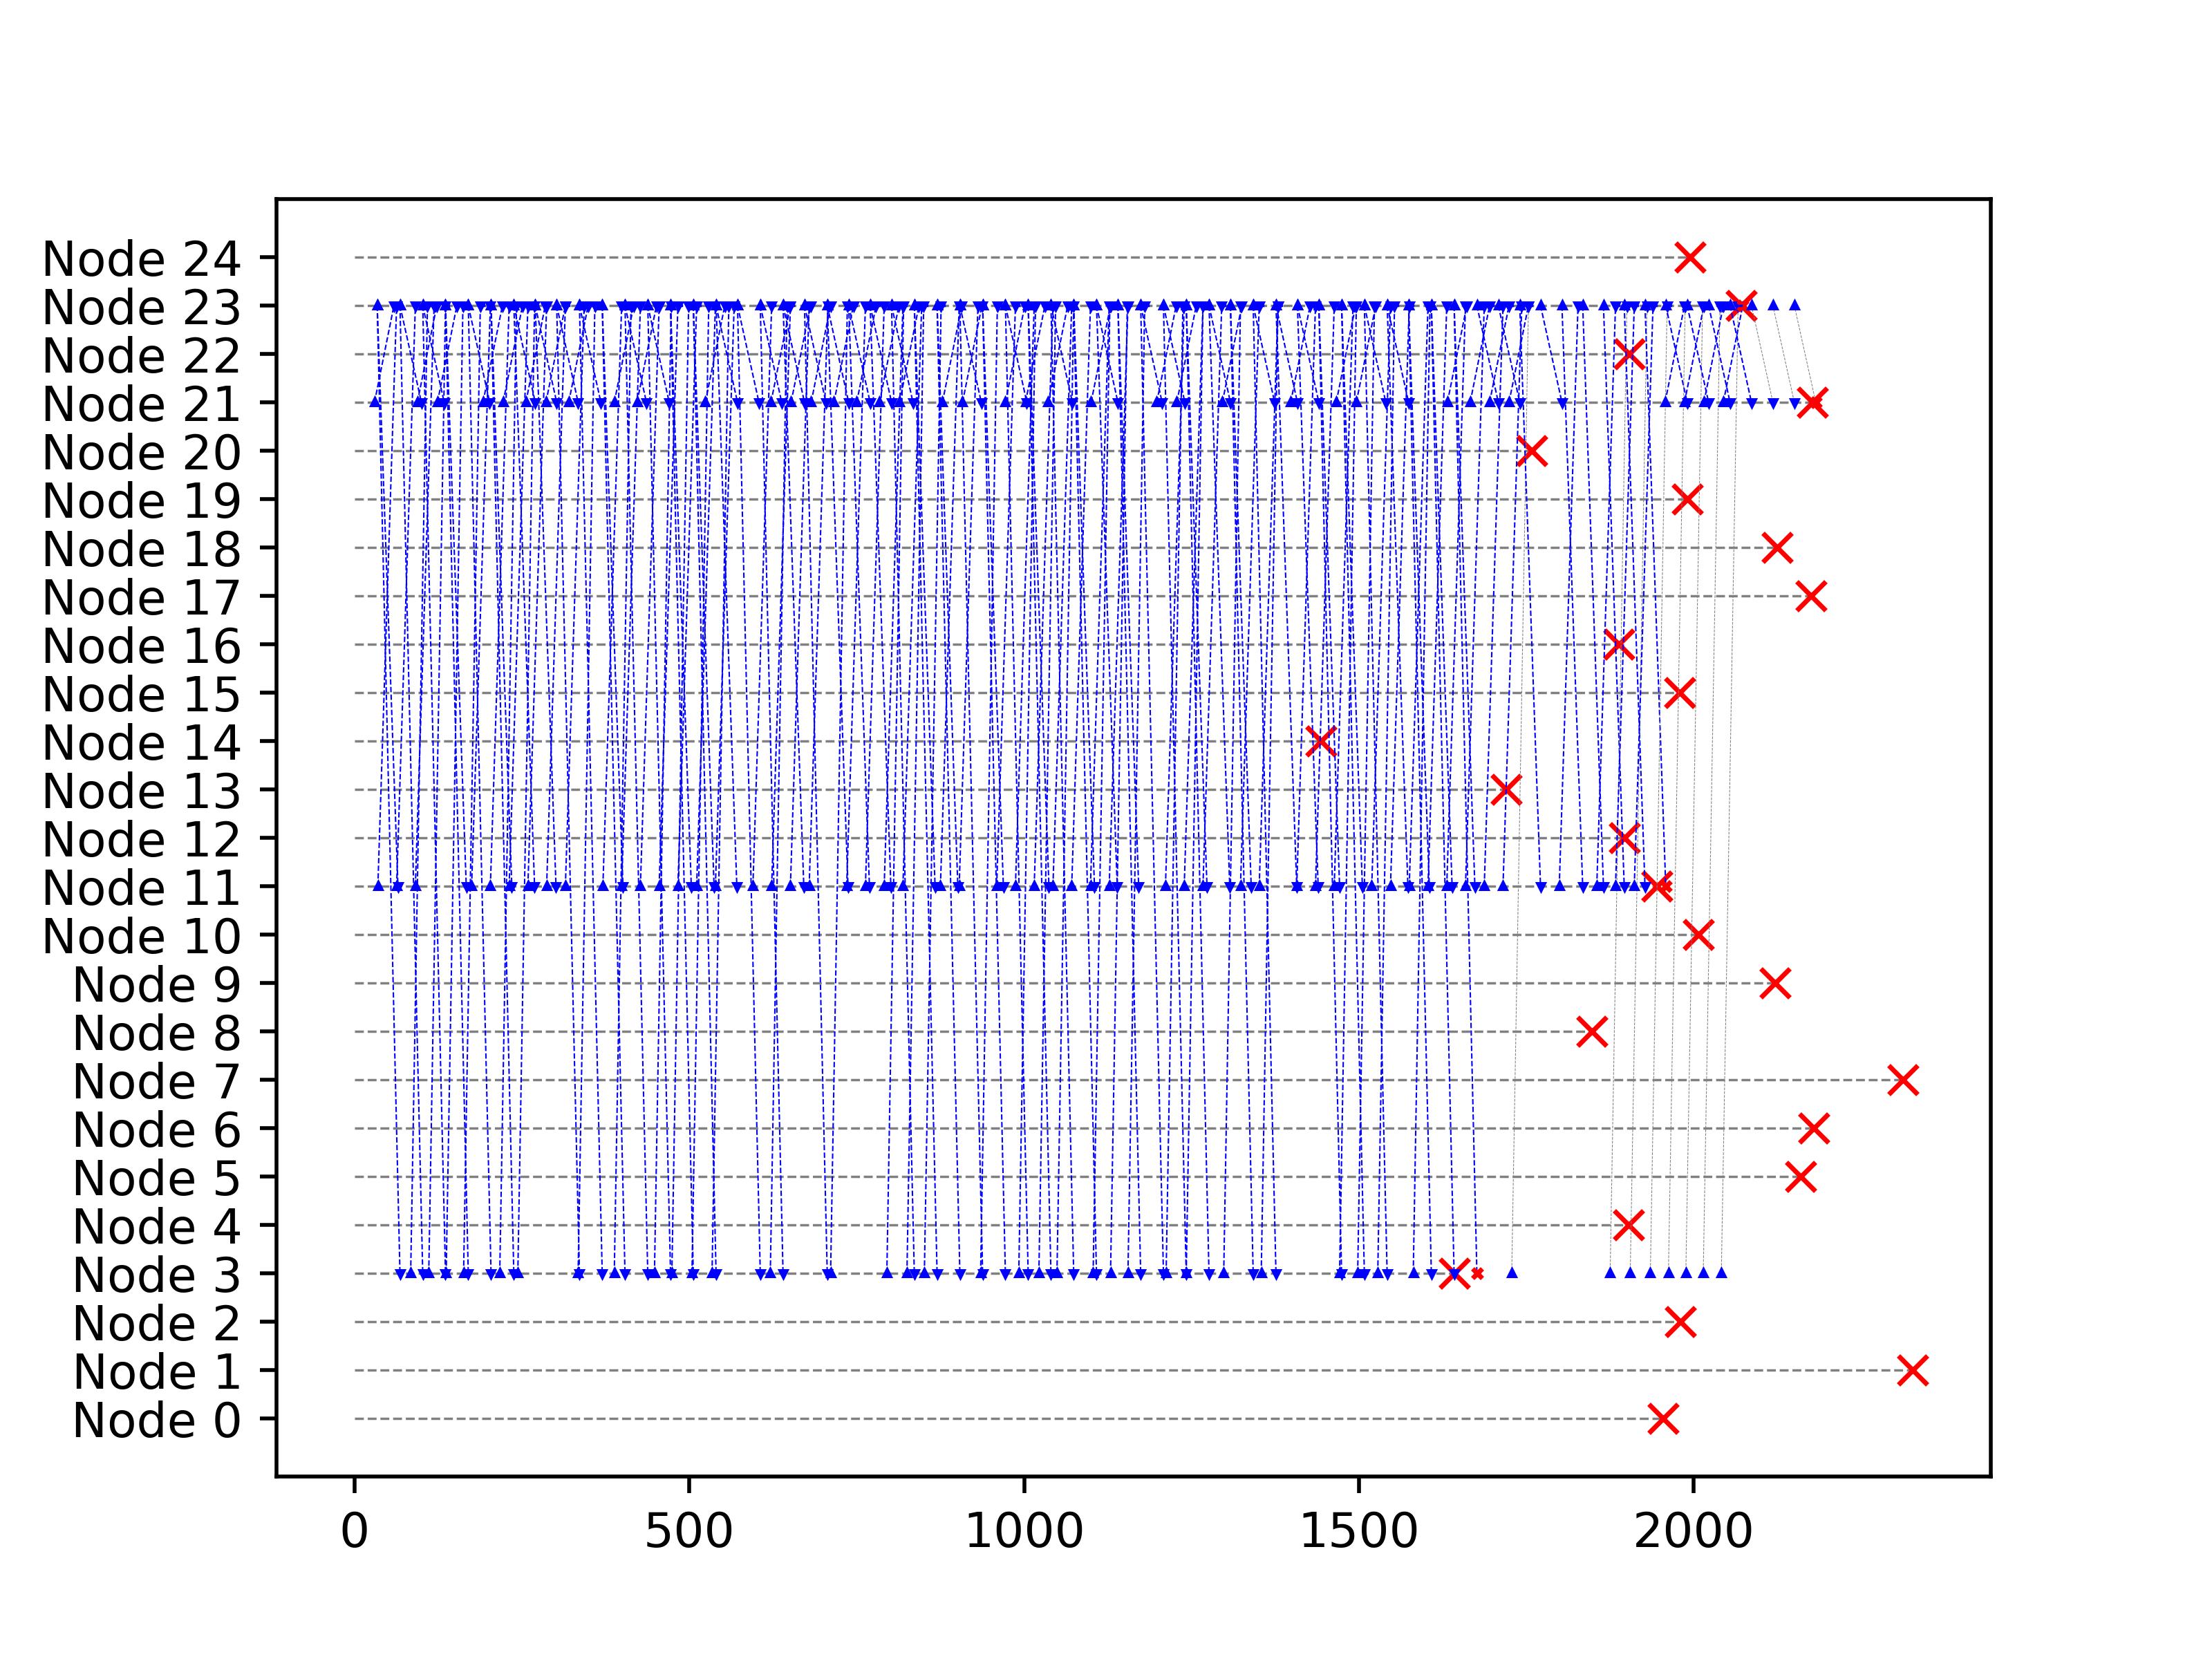 Node 24
Node 23
Node 22
Node 21
Node 20
Node 19
Node 18
Node 17
Node 16
Node 15
Node 14
Node 13
Node 12
Node 11
Node 10
Node 9
Node 8
Node 7
Node 6
Node 5
Node 4
Node 3
Node 2
Node 1
Node 0
0 500 1000 1500 2000